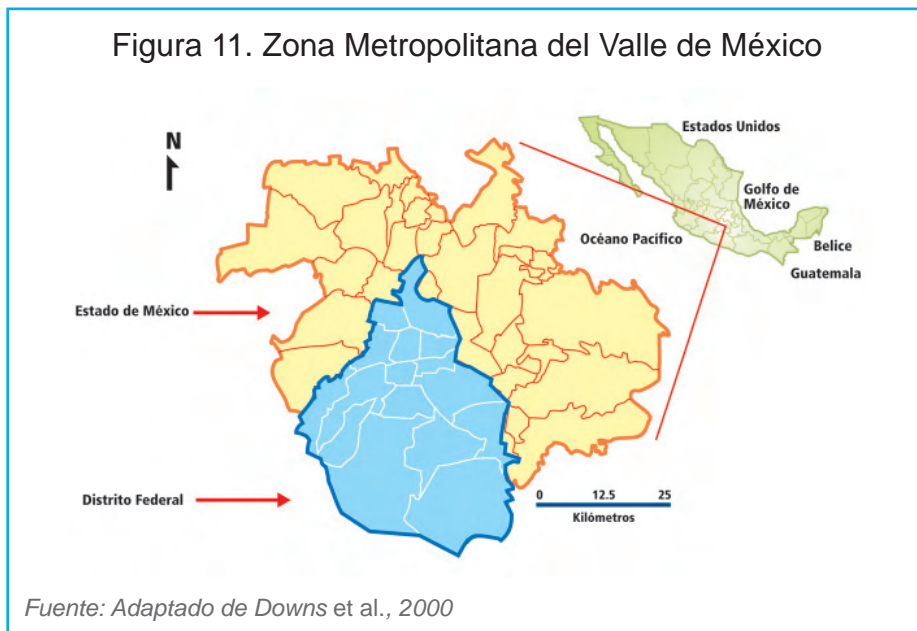 Figura 11. Zona Metropolitana del Valle de México
N
Estados Unidos
Golfo de
México
Océano Pacífico
Belice
Guatemala
Estado de México
Distrito Federal
0 12.5 25
Kilómetros
Fuente: Adaptado de Downs et al., 2000